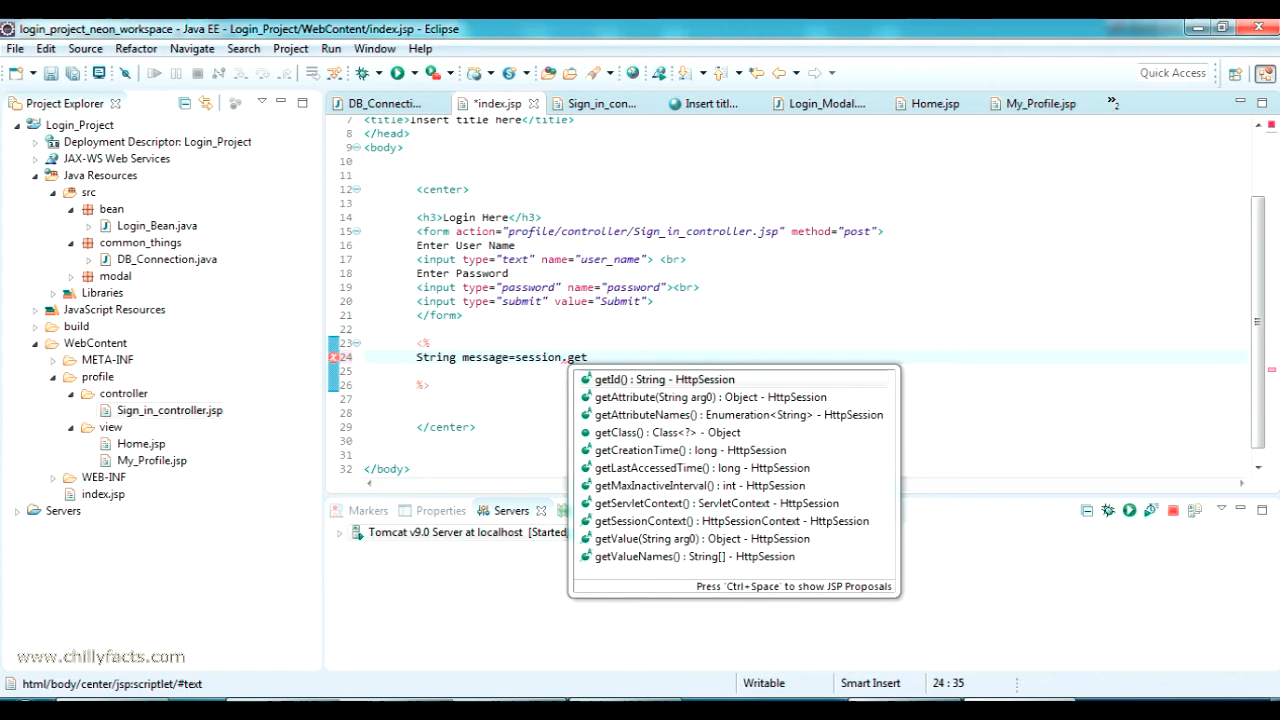 login_project_neon_workspace - Java EE - Login_Project/WebContent/index.jsp - Eclipse
File Edit Source Refactor Navigate Search Project Run Window Help
Quick Access
Project Explorer
DB_Connecti... *index.jsp Sign_in_con... Insert titl... Login_Modal.... Home.jsp My_Profile.jsp »2
Login_Project
Deployment Descriptor: Login_Project
JAX-WS Web Services
Java Resources
src
bean
Login_Bean.java
common_things
DB_Connection.java
modal
Libraries
JavaScript Resources
build
WebContent
META-INF
profile
controller
Sign_in_controller.jsp
view
Home.jsp
My_Profile.jsp
WEB-INF
index.jsp
Servers
7 <title>Insert title here</title>
8 </head>
9 <body>
10
11
12 <center>
13
14 <h3>Login Here</h3>
15 <form action="profile/controller/Sign_in_controller.jsp" method="post">
16 Enter User Name
17 <input type="text" name="user_name"> <br>
18 Enter Password
19 <input type="password" name="password"><br>
20 <input type="submit" value="Submit">
21 </form>
22
23 <%
24 String message=session.get
25
26 %>
27
28
29 </center>
30
31
32 </body>
getId() : String - HttpSession
getAttribute(String arg0) : Object - HttpSession
getAttributeNames() : Enumeration<String> - HttpSession
getClass() : Class<?> - Object
getCreationTime() : long - HttpSession
getLastAccessedTime() : long - HttpSession
getMaxInactiveInterval() : int - HttpSession
getServletContext() : ServletContext - HttpSession
getSessionContext() : HttpSessionContext - HttpSession
getValue(String arg0) : Object - HttpSession
getValueNames() : String[] - HttpSession
Press 'Ctrl+Space' to show JSP Proposals
Markers Properties Servers
Tomcat v9.0 Server at localhost [Started,
www.chillyfacts.com
html/body/center/jsp:scriptlet/#text Writable Smart Insert 24 : 35